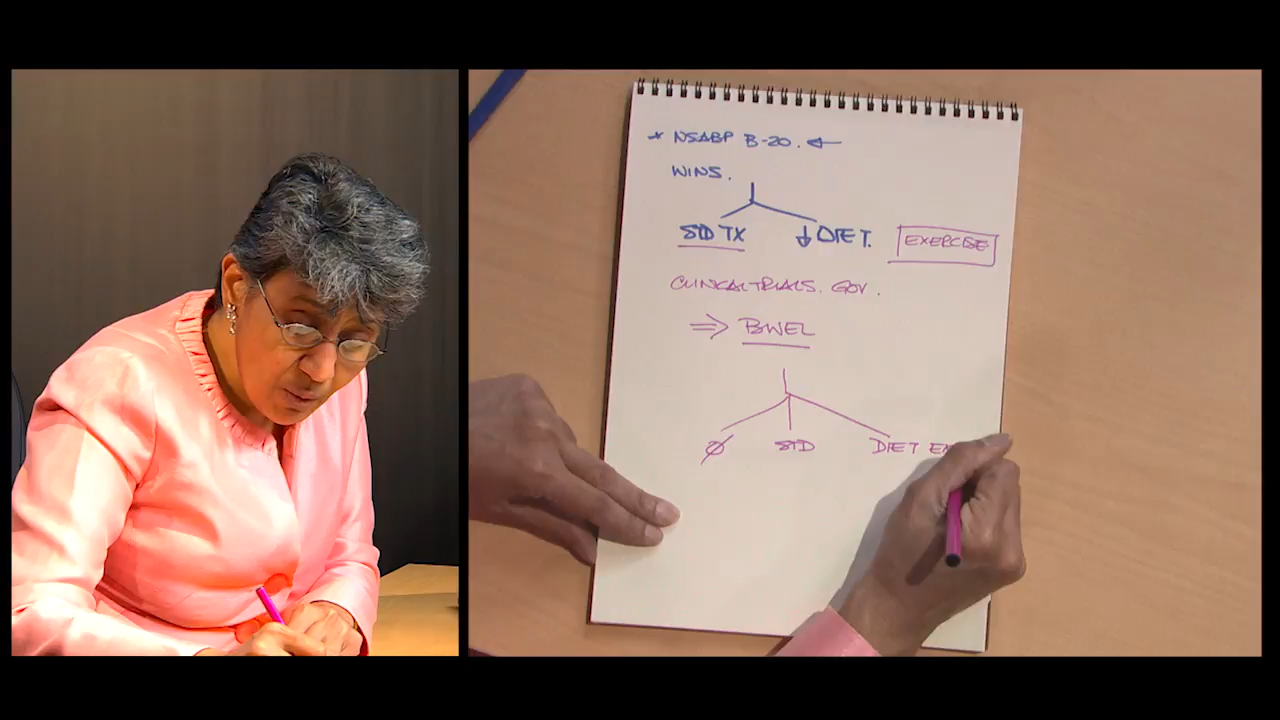 * NSABP B-20. ←
WINS.
STD TX ↓ DIET. EXERCISE
CLINICALTRIALS.GOV.
⇒ BWEL
Ø STD DIET